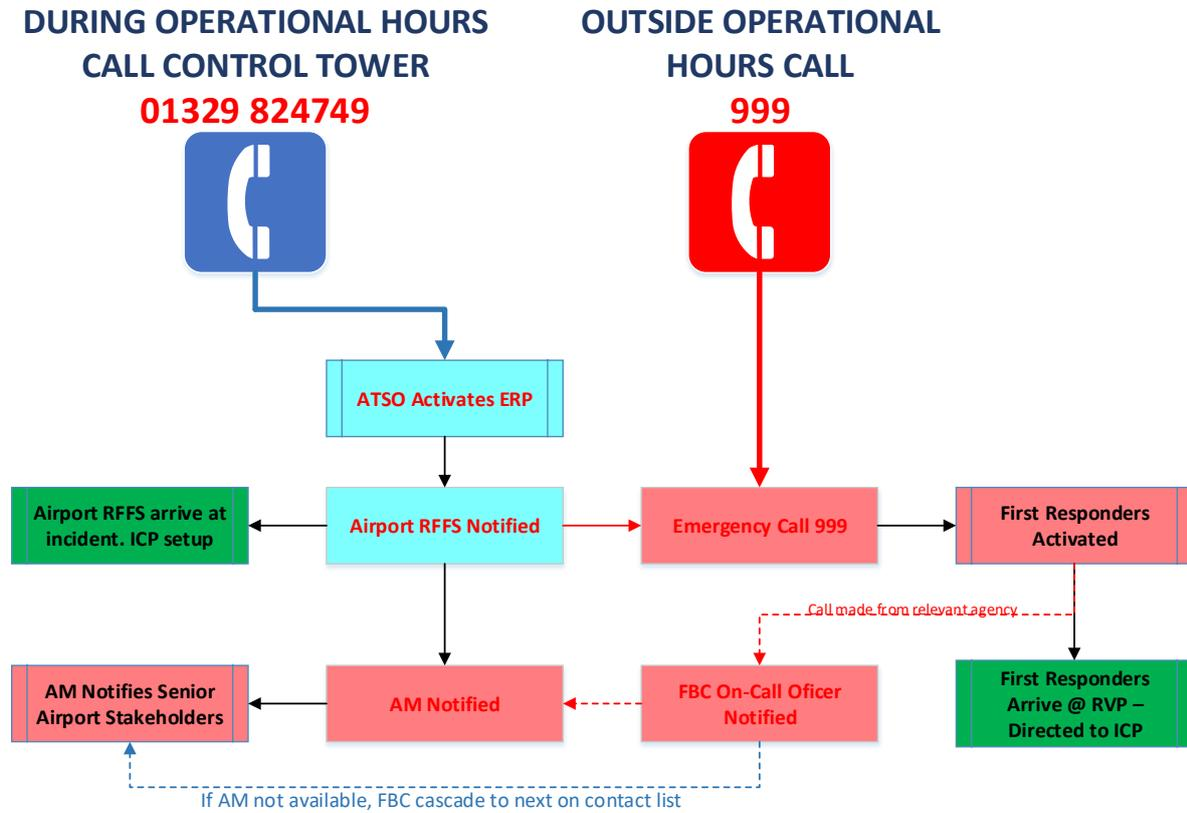 DURING OPERATIONAL HOURS
CALL CONTROL TOWER
01329 824749
OUTSIDE OPERATIONAL
HOURS CALL
999
ATSO Activates ERP
Airport RFFS arrive at
incident. ICP setup
Airport RFFS Notified
Emergency Call 999
First Responders
Activated
Call made from relevant agency
AM Notifies Senior
Airport Stakeholders
AM Notified
FBC On-Call Oficer
Notified
First Responders
Arrive @ RVP –
Directed to ICP
If AM not available, FBC cascade to next on contact list